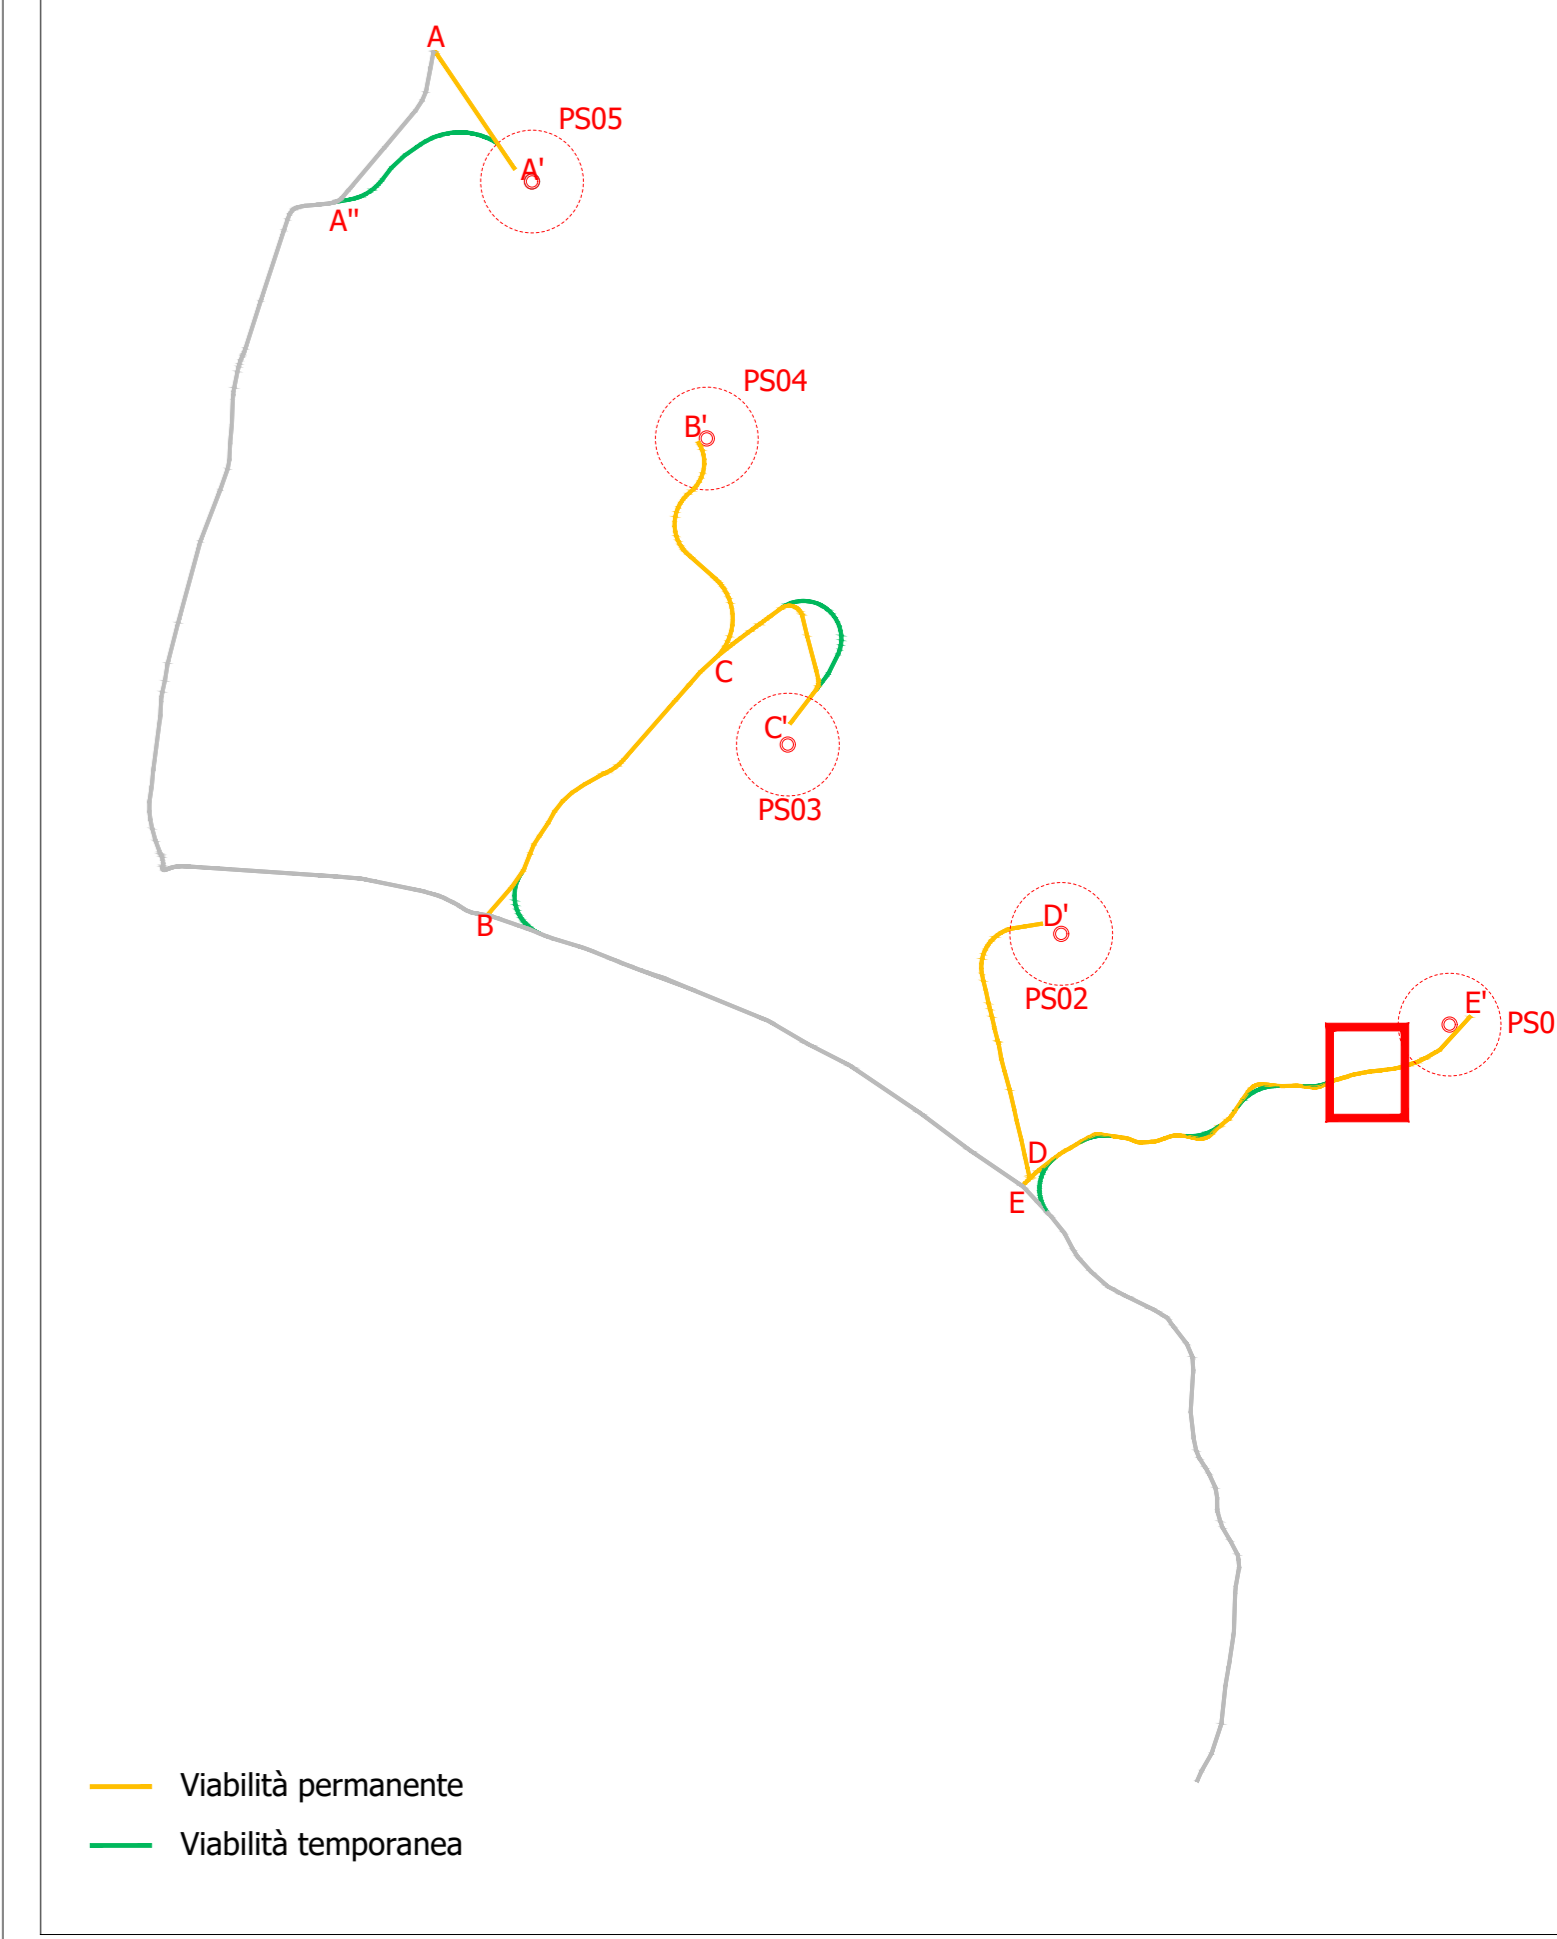 A
PS05
A'
A"
PS04
B'
C
C'
PS03
B
D'
PS02
E'
PS0
D
E
Viabilità permanente
Viabilità temporanea